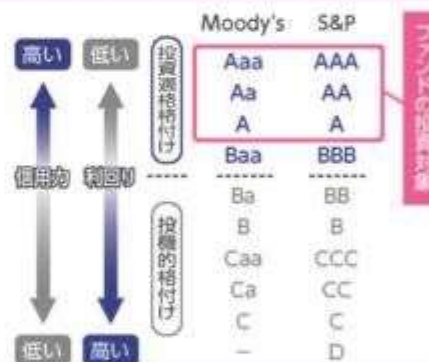 Moody's S&P
高い 低い
Aaa AAA
Aa AA
A A
Baa BBB
投資適格格付け
ファンドの投資対象
信用力 利回り
Ba BB
B B
Caa CCC
Ca CC
C C
– D
投機的格付け
低い 高い